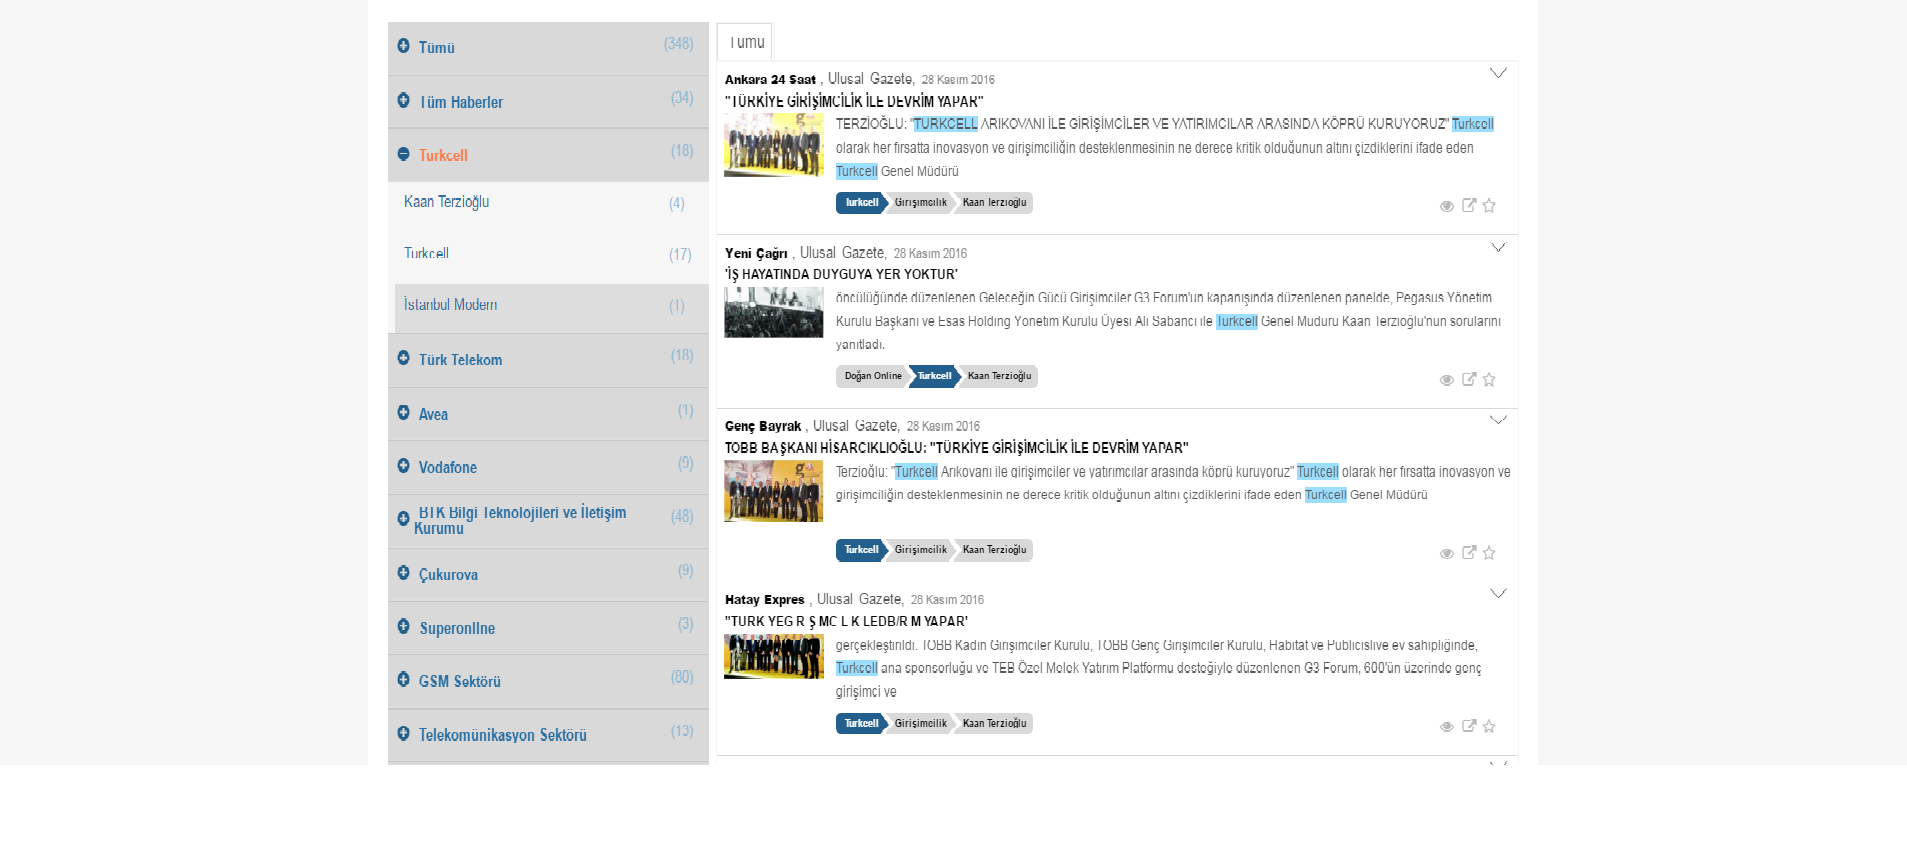 Tümü (348)
Tüm Haberler (34)
Turkcell (18)
Kaan Terzioğlu (4)
Turkcell (17)
İstanbul Modern (1)
Türk Telekom (18)
Avea (1)
Vodafone (9)
BTK Bilgi Teknolojileri ve İletişim
Kurumu (48)
Çukurova (9)
Superonline (3)
GSM Sektörü (80)
Telekomünikasyon Sektörü (13)
Tümü
Ankara 24 Saat , Ulusal Gazete, 28 Kasım 2016
"TÜRKİYE GİRİŞİMCİLİK İLE DEVRİM YAPAR"
TERZİOĞLU: "TURKCELL ARIKOVANI İLE GİRİŞİMCİLER VE YATIRIMCILAR ARASINDA KÖPRÜ KURUYORUZ" Turkcell
olarak her fırsatta inovasyon ve girişimciliğin desteklenmesinin ne derece kritik olduğunun altını çizdiklerini ifade eden
Turkcell Genel Müdürü
Turkcell Girişimcilik Kaan Terzioğlu
Yeni Çağrı , Ulusal Gazete, 28 Kasım 2016
'İŞ HAYATINDA DUYGUYA YER YOKTUR'
öncülüğünde düzenlenen Geleceğin Gücü Girişimciler G3 Forum'un kapanışında düzenlenen panelde, Pegasus Yönetim
Kurulu Başkanı ve Esas Holding Yönetim Kurulu Üyesi Ali Sabancı ile Turkcell Genel Müdürü Kaan Terzioğlu'nun sorularını
yanıtladı.
Doğan Online Turkcell Kaan Terzioğlu
Genç Bayrak , Ulusal Gazete, 28 Kasım 2016
TOBB BAŞKANI HİSARCIKLIOĞLU: "TÜRKİYE GİRİŞİMCİLİK İLE DEVRİM YAPAR"
Terzioğlu: "Turkcell Arıkovanı ile girişimciler ve yatırımcılar arasında köprü kuruyoruz" Turkcell olarak her fırsatta inovasyon ve
girişimciliğin desteklenmesinin ne derece kritik olduğunun altını çizdiklerini ifade eden Turkcell Genel Müdürü
Turkcell Girişimcilik Kaan Terzioğlu
Hatay Expres , Ulusal Gazete, 28 Kasım 2016
"TURK YEG R Ş MC L K LEDB/R M YAPAR'
gerçekleştirildi. TOBB Kadın Girişimciler Kurulu, TOBB Genç Girişimciler Kurulu, Habitat ve Publicislive ev sahipliğinde,
Turkcell ana sponsorluğu ve TEB Özel Melek Yatırım Platformu desteğiyle düzenlenen G3 Forum, 600'ün üzerinde genç
girişimci ve
Turkcell Girişimcilik Kaan Terzioğlu